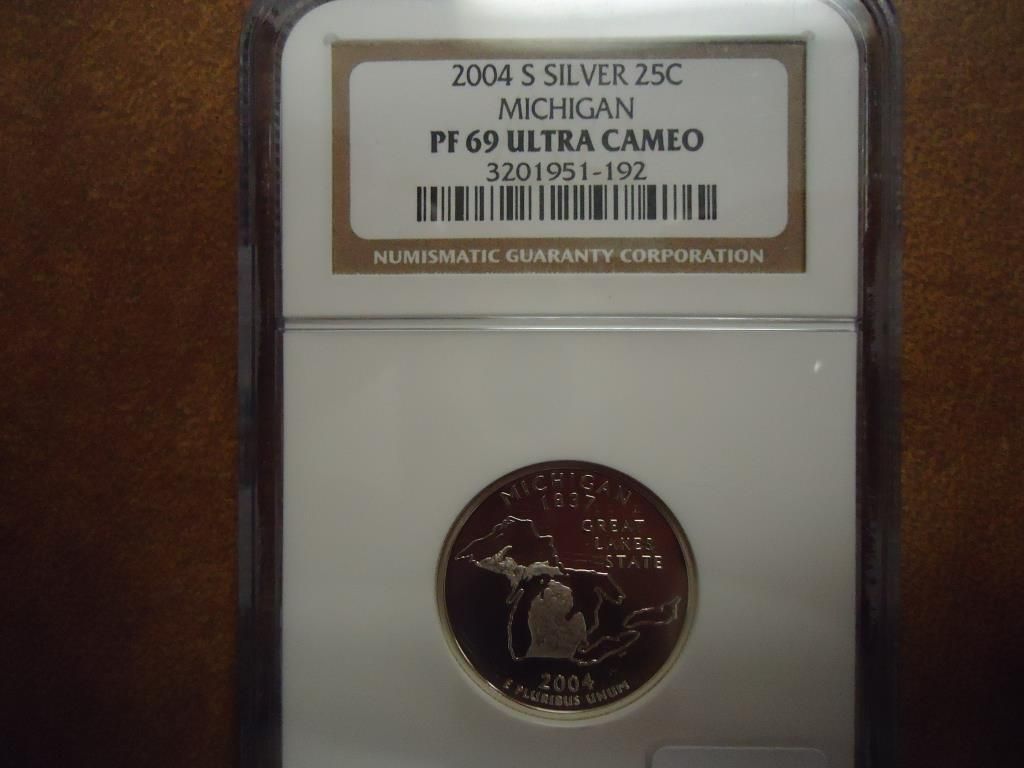 2004 S SILVER 25C
MICHIGAN
PF 69 ULTRA CAMEO
3201951-192
NUMISMATIC GUARANTY CORPORATION
MICHIGAN
1837
GREAT
LAKES
STATE
2004
E PLURIBUS UNUM